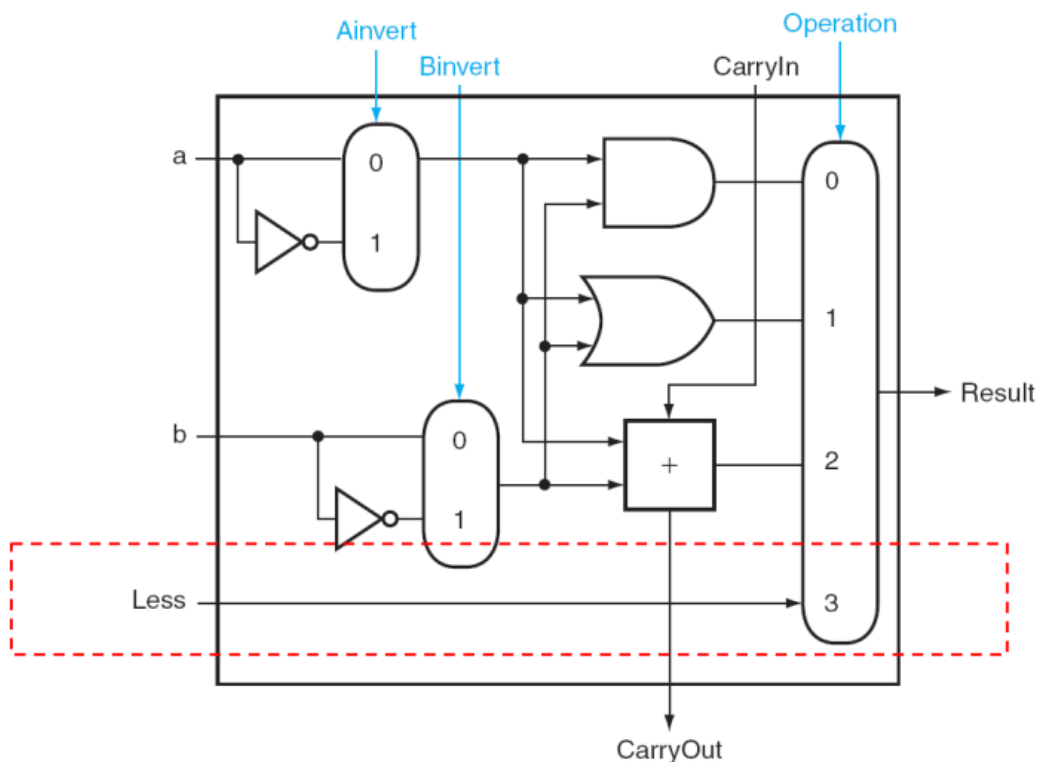 Operation
Ainvert
Binvert
CarryIn
a
0
0
1
1
b
0
+
2
Result
1
Less
3
CarryOut